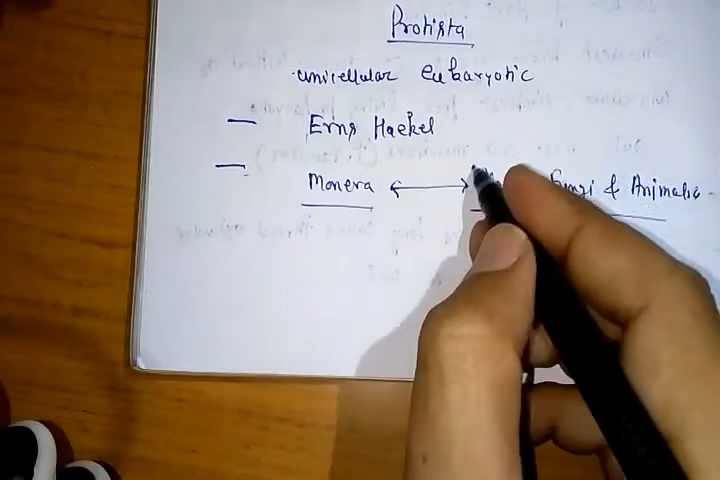 Protista
unicellular eukaryotic
— Erns Haekel
— Monera ⟷ Fungi & Animalia